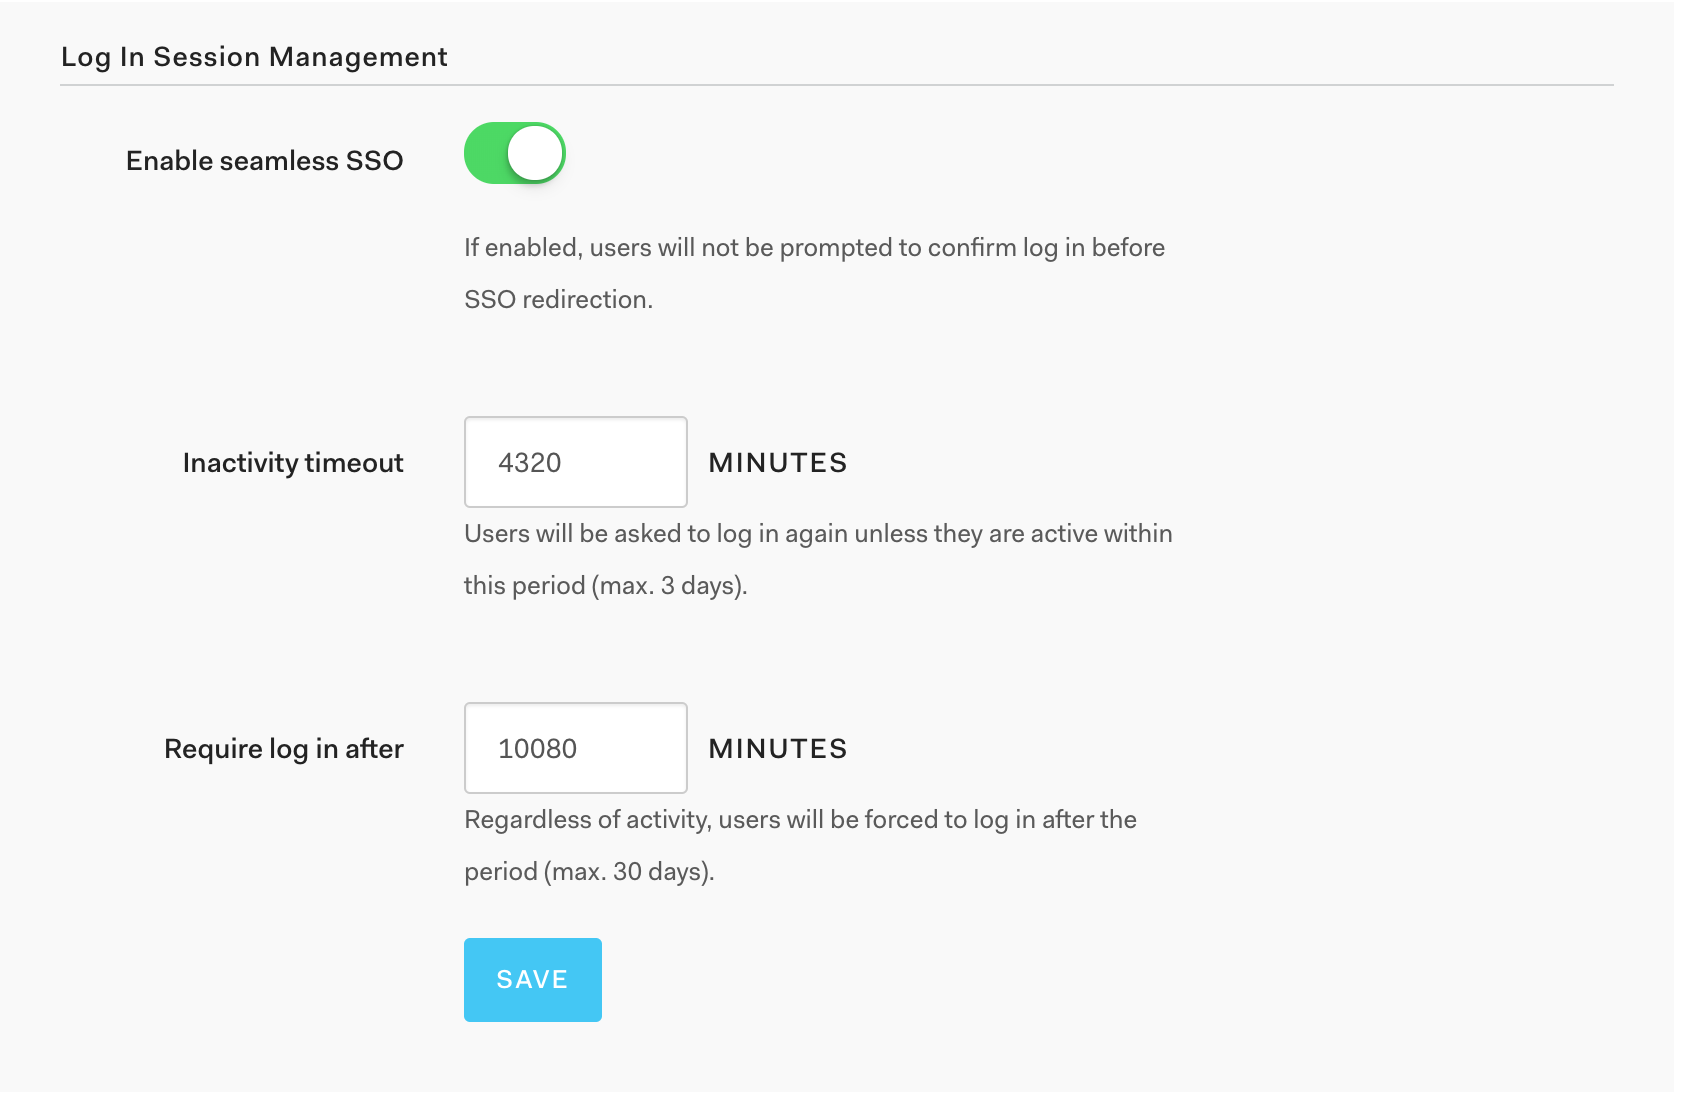 Log In Session Management
Enable seamless SSO
If enabled, users will not be prompted to confirm log in before
SSO redirection.
Inactivity timeout
4320
MINUTES
Users will be asked to log in again unless they are active within
this period (max. 3 days).
Require log in after
10080
MINUTES
Regardless of activity, users will be forced to log in after the
period (max. 30 days).
SAVE